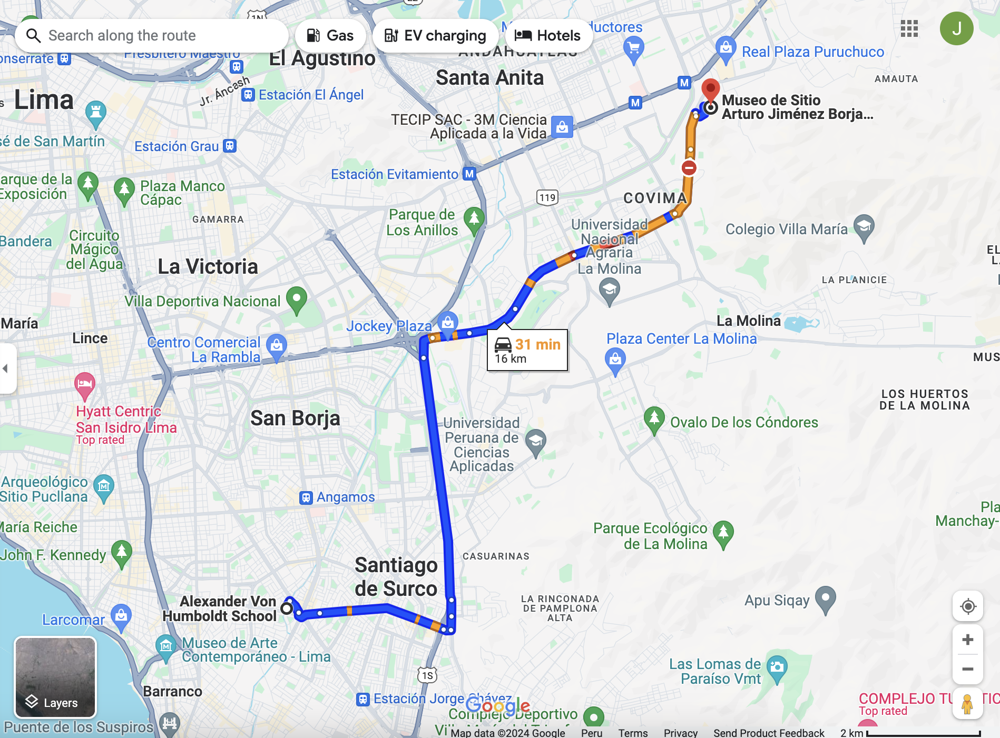 Search along the route
Gas
EV charging
Hotels
J
1N
onserrate
Presbítero Maestro
El Agustino
ANDAHUAYLAS
ductores
Real Plaza Puruchuco
AMAUTA
Santa Anita
Jr. Áncash
Estación El Ángel
Lima
M
M
Museo de Sitio
Arturo Jiménez Borja...
TECIP SAC - 3M Ciencia
Aplicada a la Vida
sé de San Martín
Estación Grau
Estación Evitamiento
M
arque de la
Exposición
Plaza Manco
Cápac
119
COVIMA
GAMARRA
Parque de
Los Anillos
Universidad
Nacional
Agraria
La Molina
Colegio Villa María
Bandera
Circuito
Mágico
del Agua
La Victoria
EL
LA PLANICIE
Villa Deportiva Nacional
María
Lince
Jockey Plaza
La Molina
Centro Comercial
La Rambla
31 min
16 km
Plaza Center La Molina
MUS
Hyatt Centric
San Isidro Lima
Top rated
San Borja
LOS HUERTOS
DE LA MOLINA
Universidad
Peruana de
Ciencias
Aplicadas
Ovalo De los Cóndores
Arqueológico
Sitio Pucllana
Angamos
Pla
Manchay-
María Reiche
Parque Ecológico
de La Molina
John F. Kennedy
CASUARINAS
Santiago
de Surco
Alexander Von
Humboldt School
LA RINCONADA
DE PAMPLONA
ALTA
Apu Siqay
Larcomar
Museo de Arte
Contemporáneo - Lima
Las Lomas de
Paraíso Vmt
1S
Barranco
Layers
Estación Jorge Chávez
Google
COMPLEJO TU TIC
Top rated
Complejo Deportivo
Puente de los Suspiros
Map data ©2024 Google Peru Terms Privacy Send Product Feedback 2 km